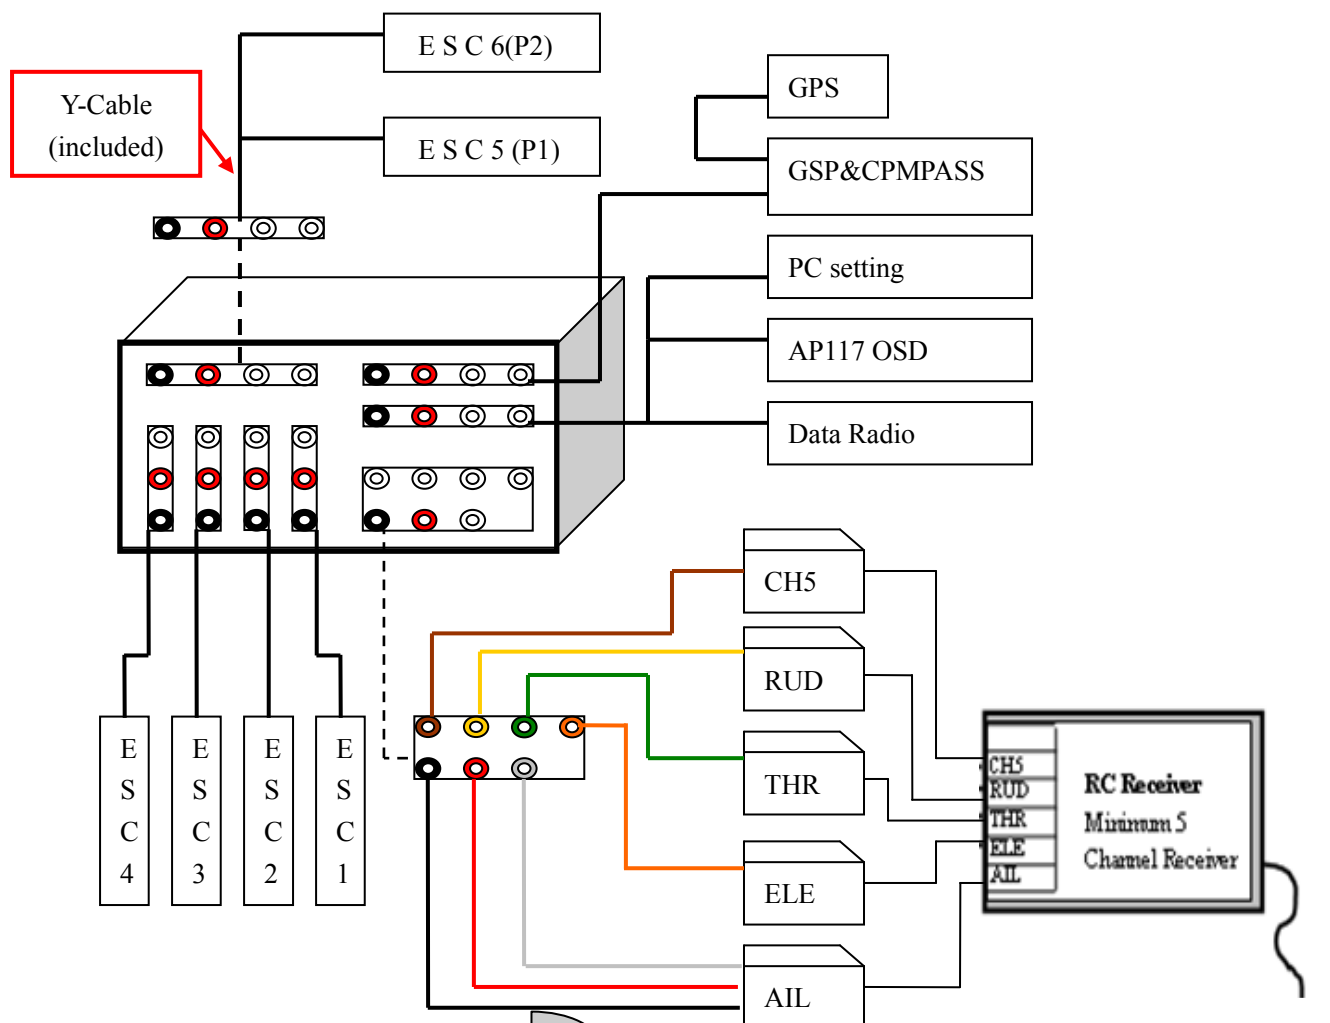 E S C 6(P2)
Y-Cable
(included)
E S C 5 (P1)
GPS
GSP&CPMPASS
PC setting
AP117 OSD
Data Radio
CH5
RUD
THR
ELE
AIL
E
S
C
4
E
S
C
3
E
S
C
2
E
S
C
1
CH5
RUD
THR
ELE
AIL
RC Receiver
Minimum 5
Channel Receiver